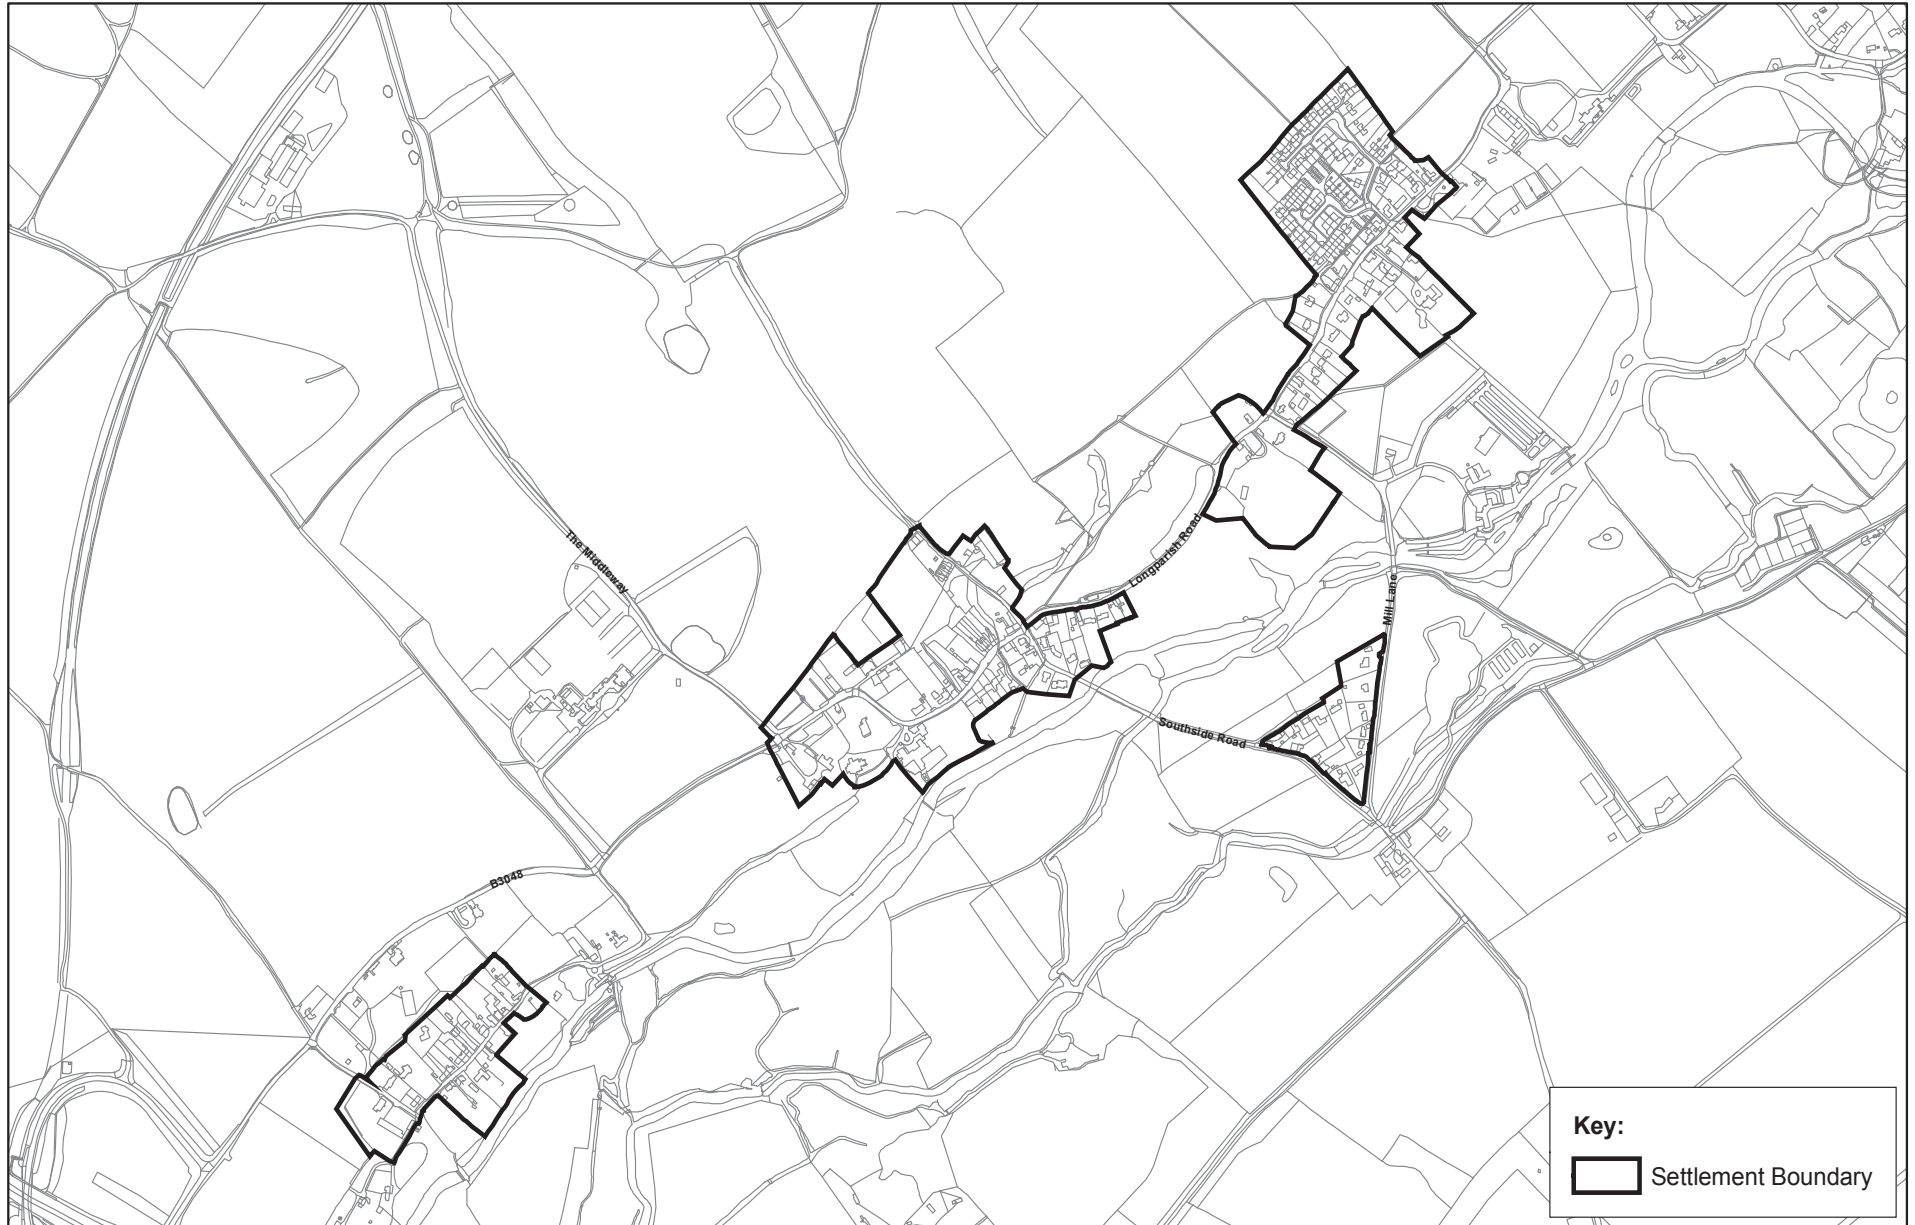 The Middleway
Longparish Road
Mill Lane
Southside Road
B3048
Key:
Settlement Boundary